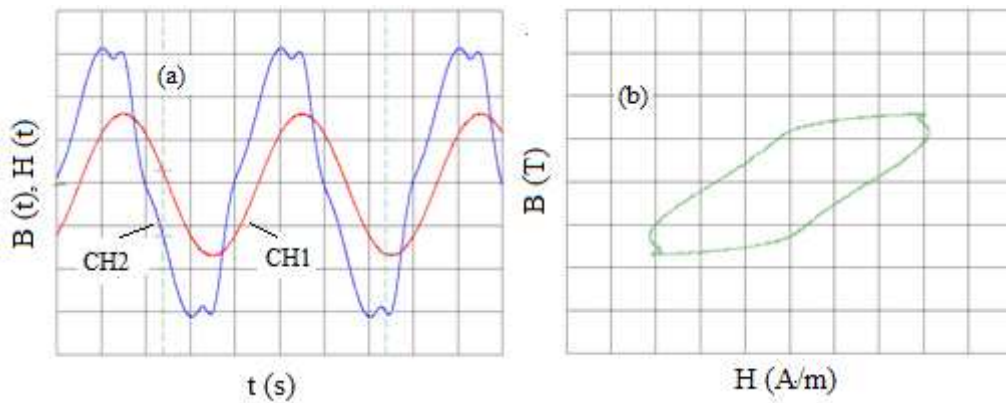 (a)
B (t), H (t)
CH2
CH1
t (s)
(b)
B (T)
H (A/m)